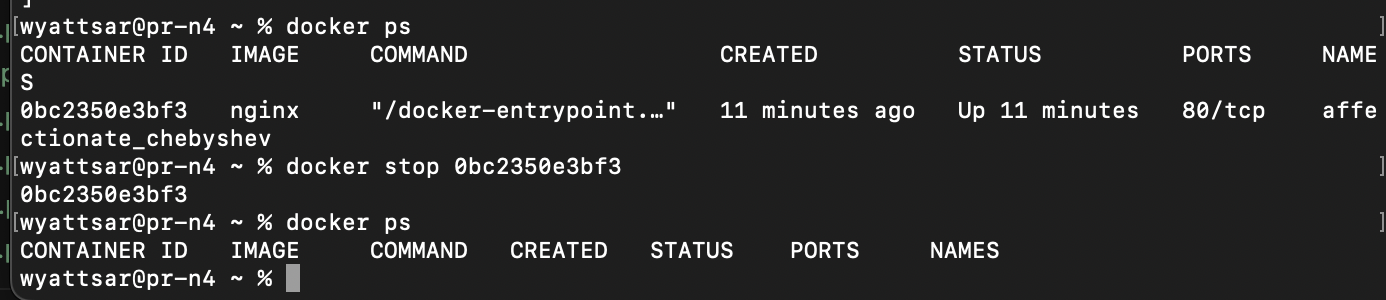 ]
[wyattsar@pr-n4 ~ % docker ps ]
CONTAINER ID   IMAGE     COMMAND                  CREATED          STATUS          PORTS     NAME
S
0bc2350e3bf3   nginx     "/docker-entrypoint.…"   11 minutes ago   Up 11 minutes   80/tcp    affe
ctionate_chebyshev
[wyattsar@pr-n4 ~ % docker stop 0bc2350e3bf3 ]
0bc2350e3bf3
[wyattsar@pr-n4 ~ % docker ps ]
CONTAINER ID   IMAGE     COMMAND   CREATED   STATUS    PORTS     NAMES
wyattsar@pr-n4 ~ %